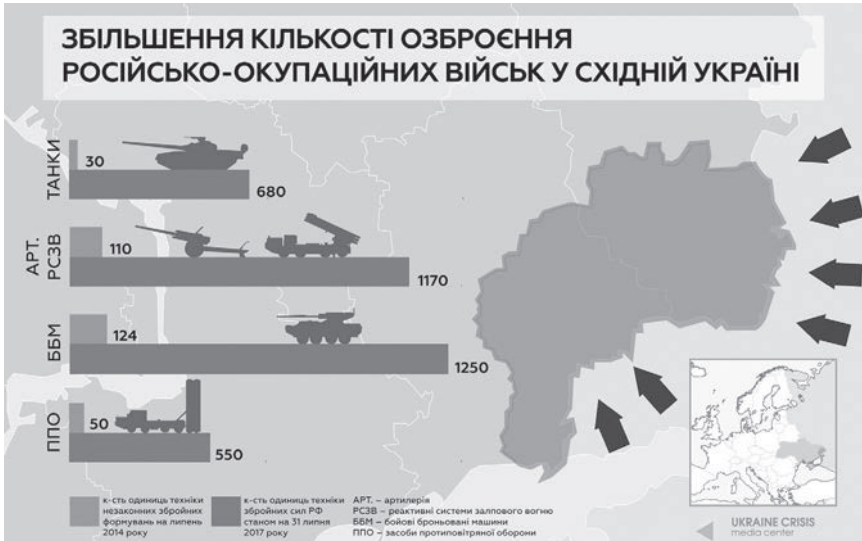 ЗБІЛЬШЕННЯ КІЛЬКОСТІ ОЗБРОЄННЯ
РОСІЙСЬКО-ОКУПАЦІЙНИХ ВІЙСЬК У СХІДНІЙ УКРАЇНІ
ТАНКИ
30
680
АРТ.
РСЗВ
110
1170
ББМ
124
1250
ППО
50
550
к-сть одиниць техніки
незаконних збройних
формувань на липень
2014 року
к-сть одиниць техніки
збройних сил РФ
станом на 31 липня
2017 року
АРТ. – артилерія
РСЗВ – реактивні системи залпового вогню
ББМ – бойові броньовані машини
ППО – засоби протиповітряної оборони
UKRAINE CRISIS
media center